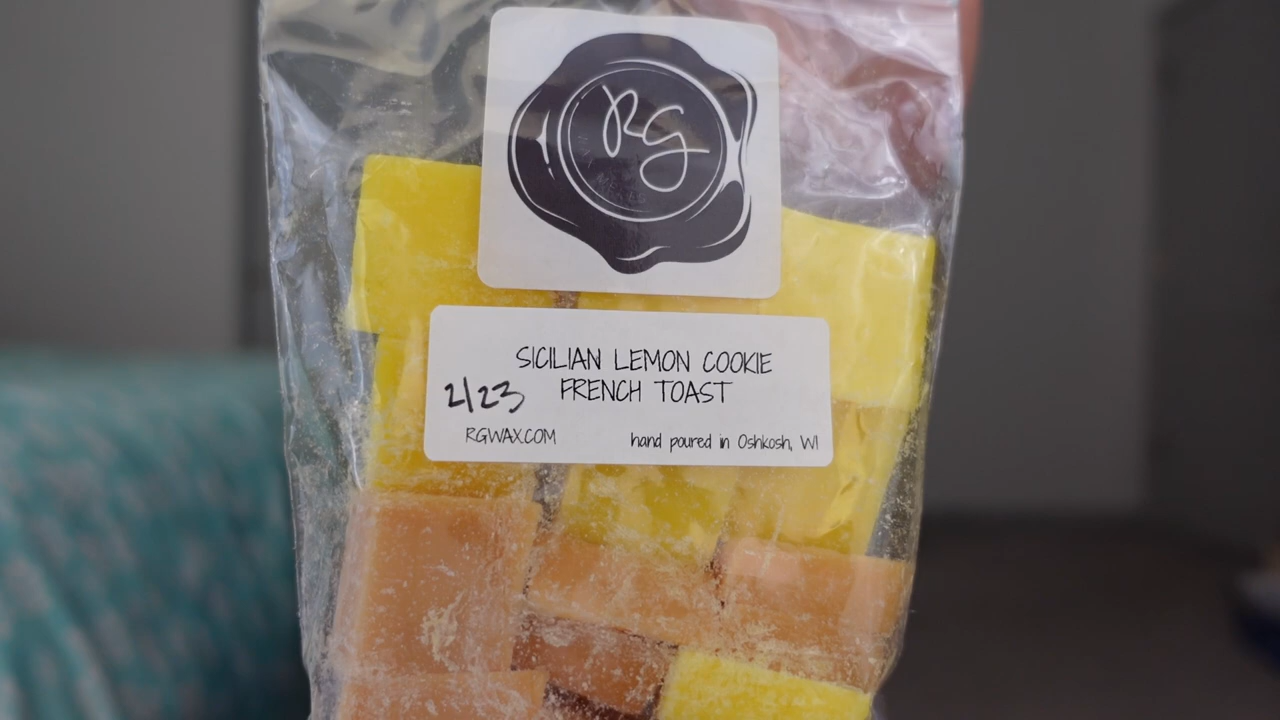 RG
SICILIAN LEMON COOKIE
FRENCH TOAST
2/23
RGWAX.COM
hand poured in Oshkosh, WI